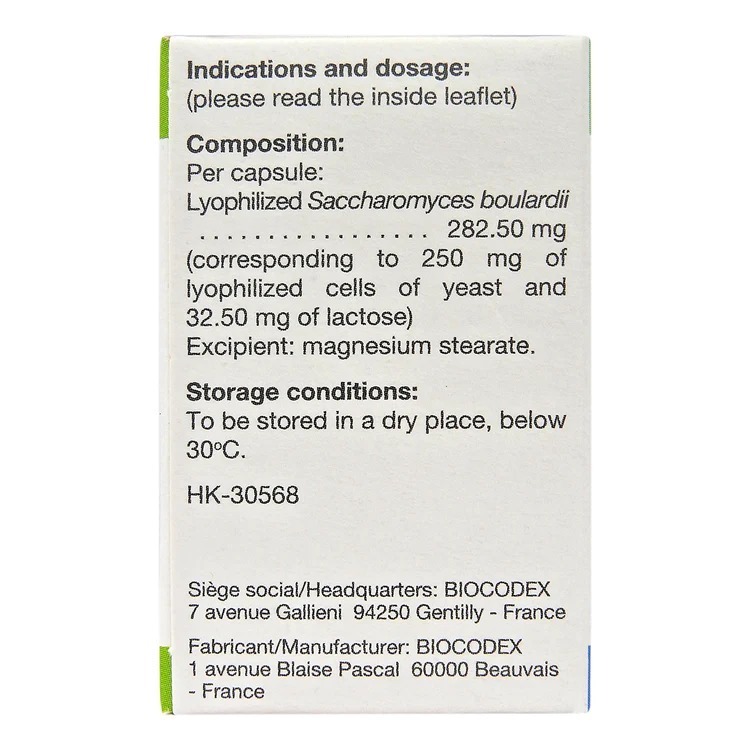 Indications and dosage:
(please read the inside leaflet)
Composition:
Per capsule:
Lyophilized Saccharomyces boulardii
. . . . . . . . . . . . . . . . . 282.50 mg
(corresponding to 250 mg of
lyophilized cells of yeast and
32.50 mg of lactose)
Excipient: magnesium stearate.
Storage conditions:
To be stored in a dry place, below
30ºC.
HK-30568
Siège social/Headquarters: BIOCODEX
7 avenue Gallieni 94250 Gentilly - France
Fabricant/Manufacturer: BIOCODEX
1 avenue Blaise Pascal 60000 Beauvais
- France